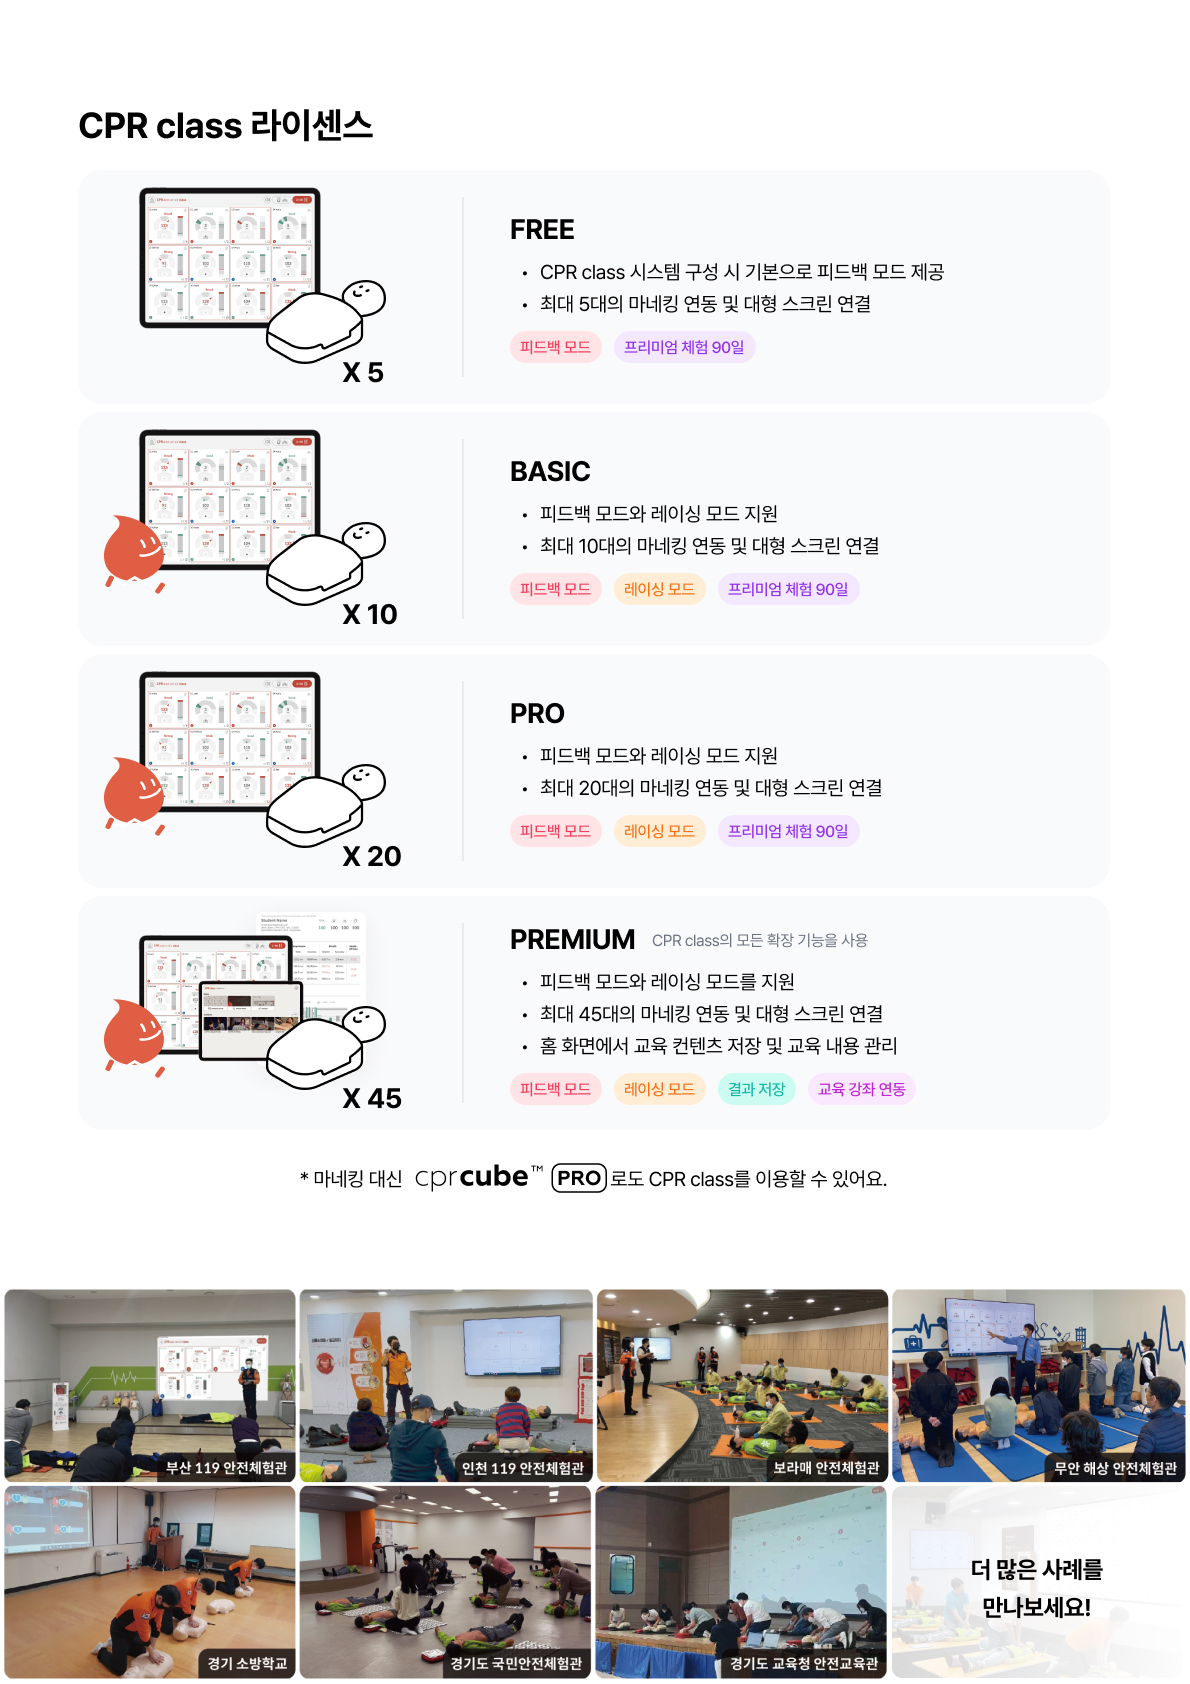 CPR class 라이센스
X 5
FREE
• CPR class 시스템 구성 시 기본으로 피드백 모드 제공
• 최대 5대의 마네킹 연동 및 대형 스크린 연결
피드백 모드 프리미엄 체험 90일
X 10
BASIC
• 피드백 모드와 레이싱 모드 지원
• 최대 10대의 마네킹 연동 및 대형 스크린 연결
피드백 모드 레이싱 모드 프리미엄 체험 90일
X 20
PRO
• 피드백 모드와 레이싱 모드 지원
• 최대 20대의 마네킹 연동 및 대형 스크린 연결
피드백 모드 레이싱 모드 프리미엄 체험 90일
Student Name
100 100 100 100
X 45
PREMIUM CPR class의 모든 확장 기능을 사용
• 피드백 모드와 레이싱 모드를 지원
• 최대 45대의 마네킹 연동 및 대형 스크린 연결
• 홈 화면에서 교육 컨텐츠 저장 및 교육 내용 관리
피드백 모드 레이싱 모드 결과 저장 교육 강좌 연동
* 마네킹 대신 cprcube™ PRO로도 CPR class를 이용할 수 있어요.
부산 119 안전체험관
인천 119 안전체험관
보라매 안전체험관
무안 해상 안전체험관
경기 소방학교
경기도 국민안전체험관
경기도 교육청 안전교육관
더 많은 사례를
만나보세요!